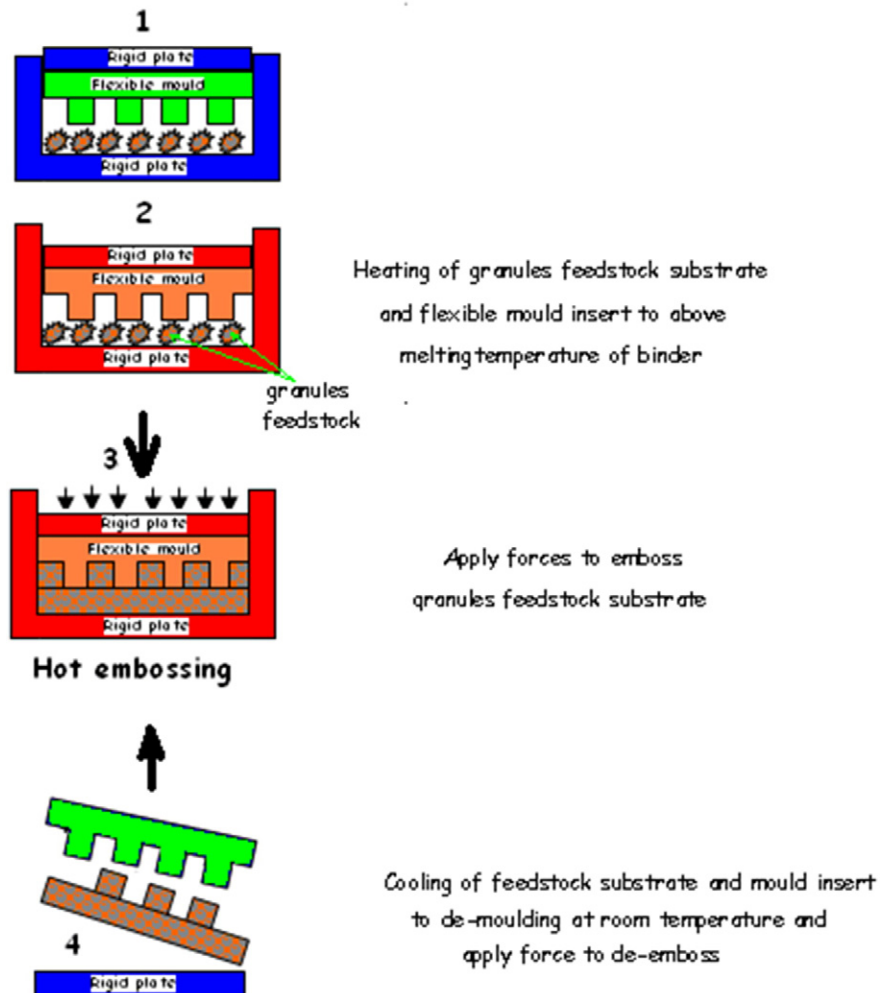 1
Rigid plate
Flexible mould
Rigid plate
2
Rigid plate
Flexible mould
Rigid plate
Heating of granules feedstock substrate
and flexible mould insert to above
melting temperature of binder
granules
feedstock
3
Rigid plate
Flexible mould
Rigid plate
Apply forces to emboss
granules feedstock substrate
Hot embossing
Cooling of feedstock substrate and mould insert
to de-moulding at room temperature and
apply force to de-emboss
4
Rigid plate